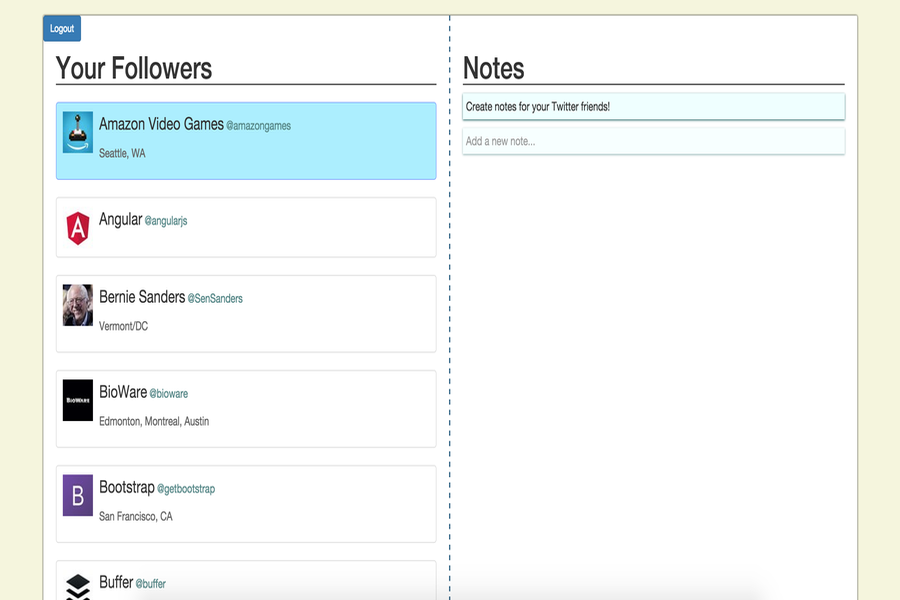 Logout
Your Followers
Amazon Video Games @amazongames
Seattle, WA
Angular @angularjs
A
Bernie Sanders @SenSanders
Vermont/DC
BioWare @bioware
BIOWARE
Edmonton, Montreal, Austin
Bootstrap @getbootstrap
B
San Francisco, CA
Buffer @buffer
Notes
Create notes for your Twitter friends!
Add a new note...